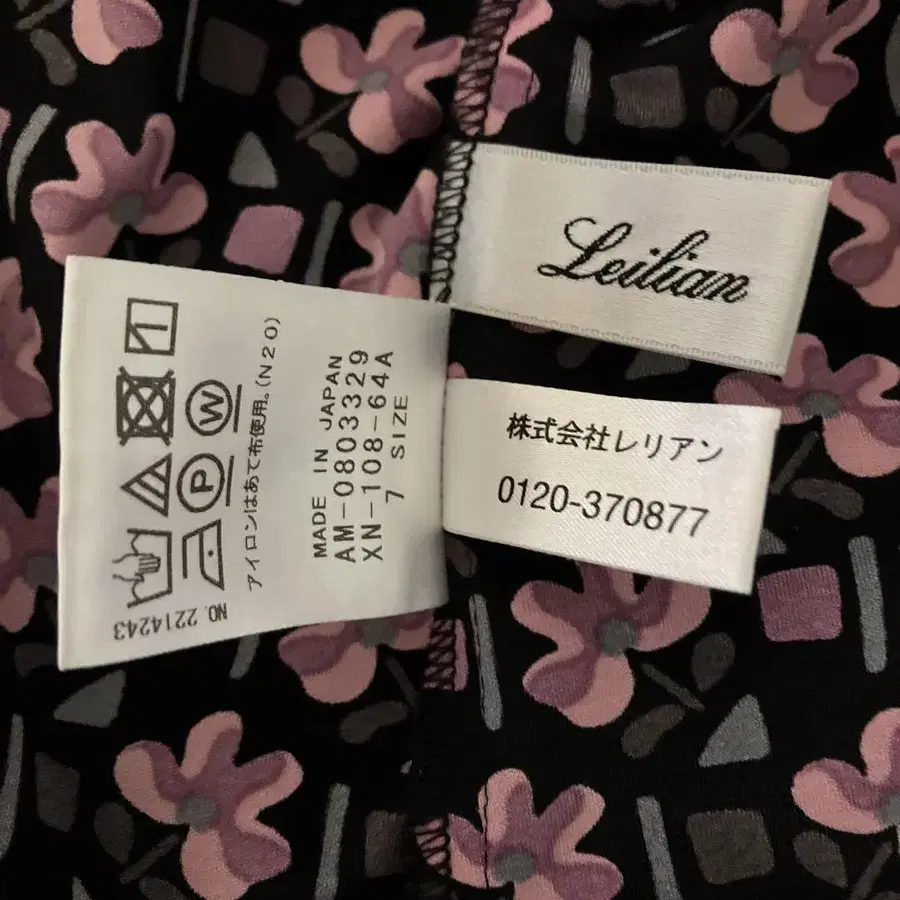 Leilian
株式会社レリアン
0120-370877
MADE IN JAPAN
AM-0803329
XN-108-64A
7 SIZE
アイロンはあて布使用。(N20)
W
P
NO. 2214243